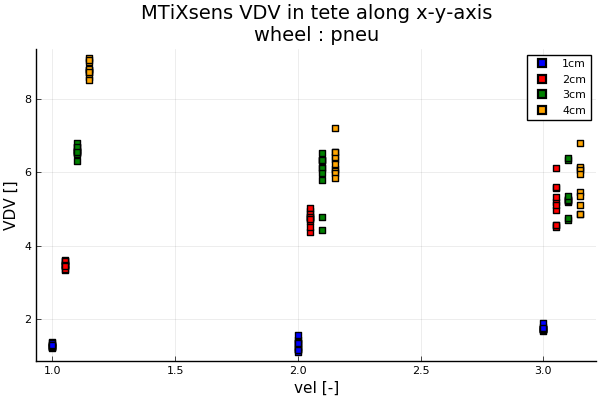 MTiXsens VDV in tete along x-y-axis
wheel : pneu
1cm
2cm
3cm
4cm
VDV []
8
6
4
2
1.0
1.5
2.0
2.5
3.0
vel [-]